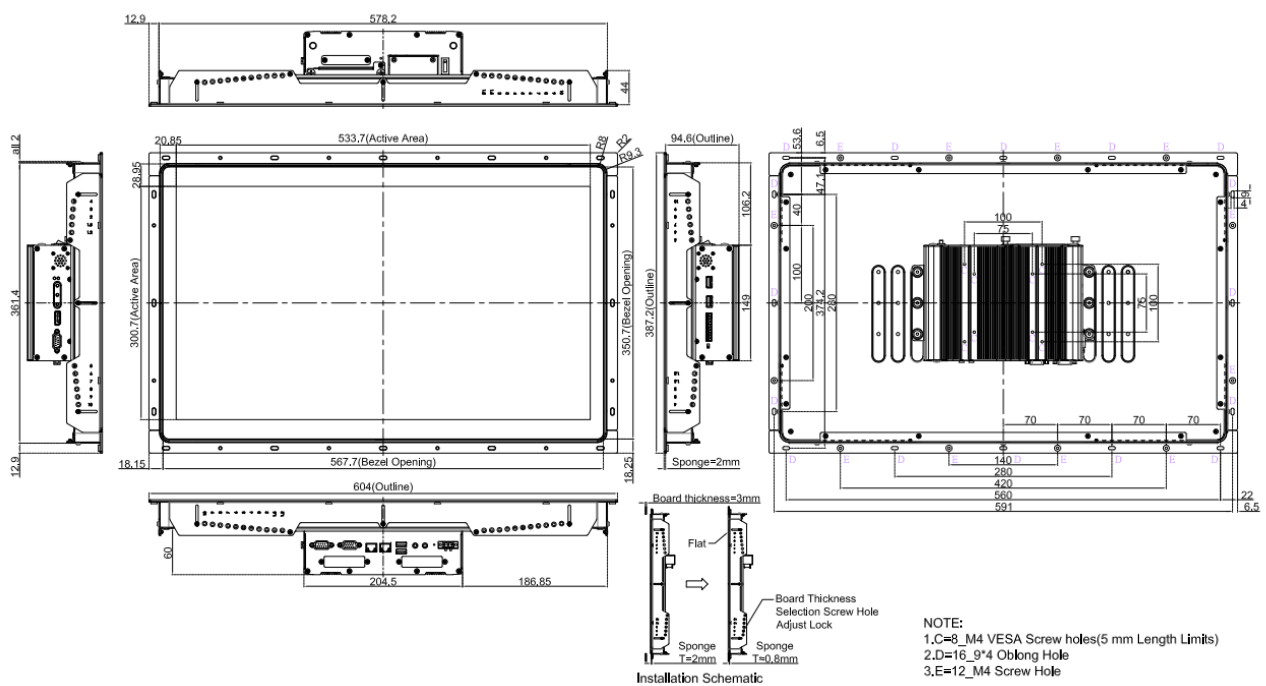 12.9
578.2
44
all 2
20.85
533.7(Active Area)
R8
R2
R9.3
28.95
94.6(Outline)
53.6
6.5
D
E
D
E
D
E
D
E
D
361.4
300.7(Active Area)
350.7(Bezel Opening)
387.2(Outline)
106.2
149
47.1
40
100
200
374.2
280
100
75
75
100
D
E
D
E
D
D
E
D
E
D
9
4
12.9
18.15
567.7(Bezel Opening)
18.25
Sponge=2mm
70
70
70
70
D
E
D
E
D
E
D
E
D
140
280
420
560
22
591
6.5
604(Outline)
60
204.5
186.85
Board thickness=3mm
Flat
Board Thickness
Selection Screw Hole
Adjust Lock
Sponge
T=2mm
Sponge
T=0.8mm
Installation Schematic
NOTE:
1.C=8_M4 VESA Screw holes(5 mm Length Limits)
2.D=16_9*4 Oblong Hole
3.E=12_M4 Screw Hole